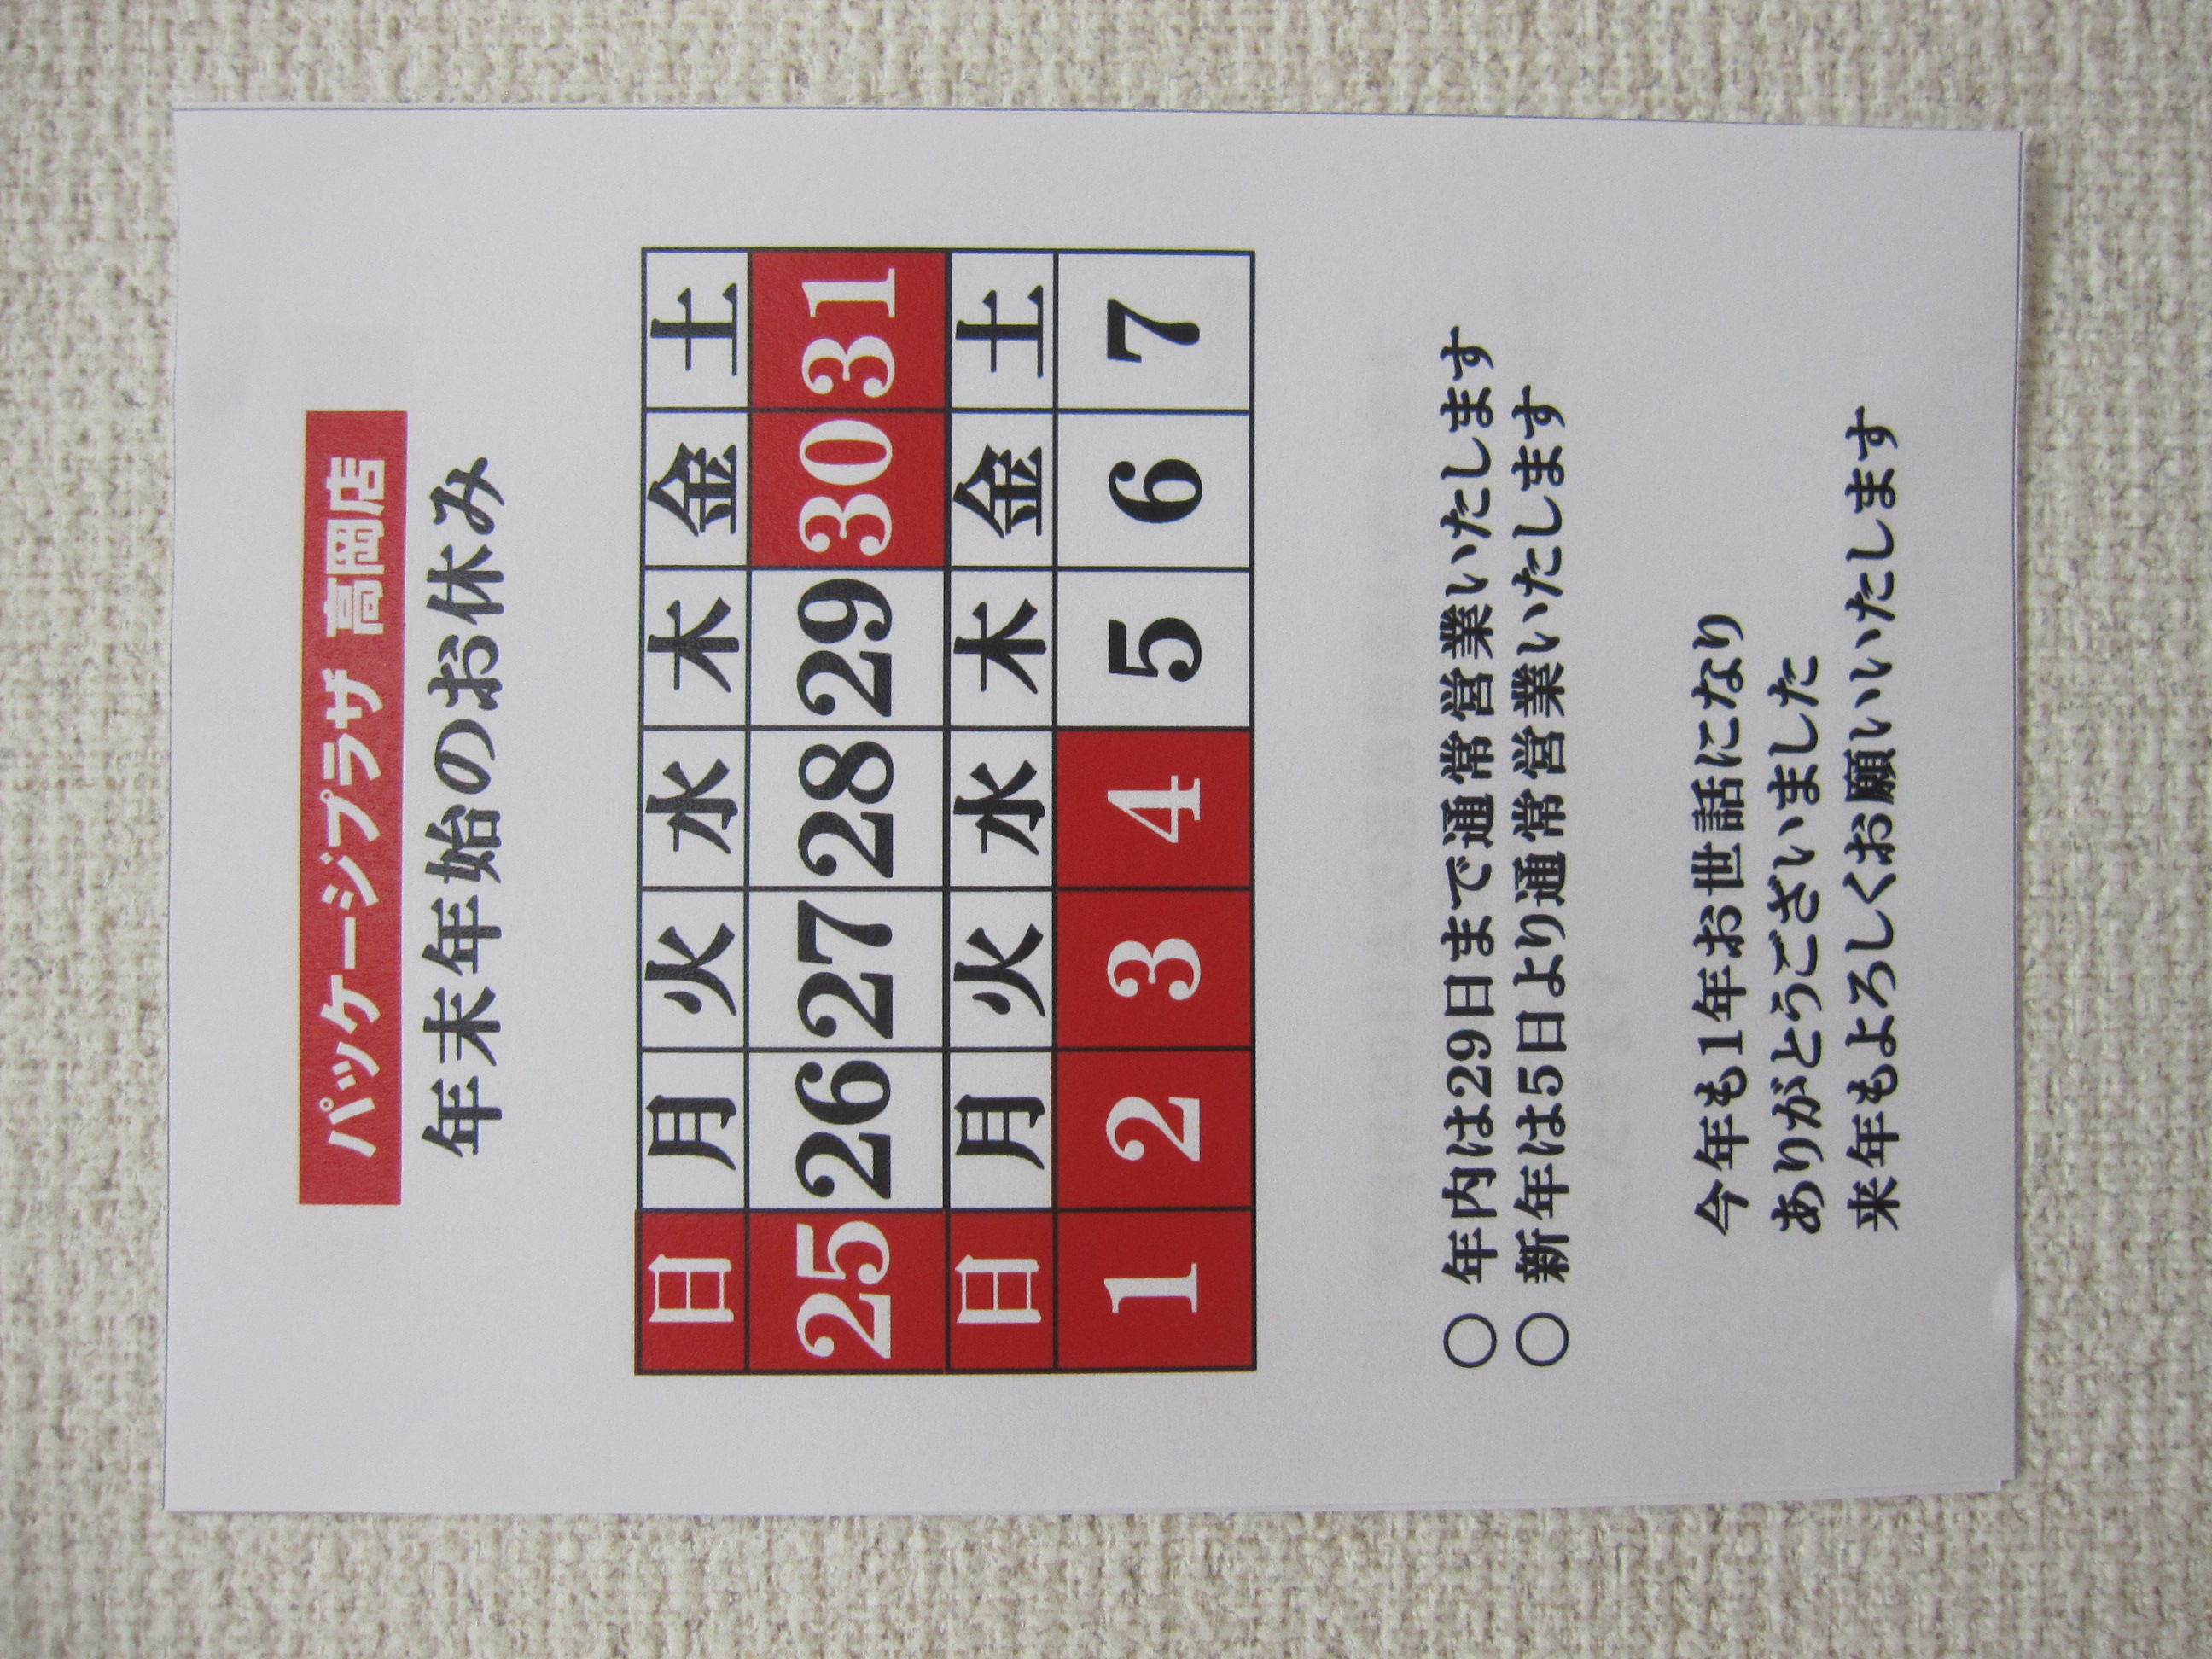 パッケージプラザ 高岡店
年末年始のお休み
日 月 火 水 木 金 土
25 26 27 28 29 30 31
日 月 火 水 木 金 土
1 2 3 4 5 6 7
○ 年内は29日まで通常営業いたします
○ 新年は5日より通常営業いたします
今年も1年お世話になり
ありがとうございました
来年もよろしくお願いいたします